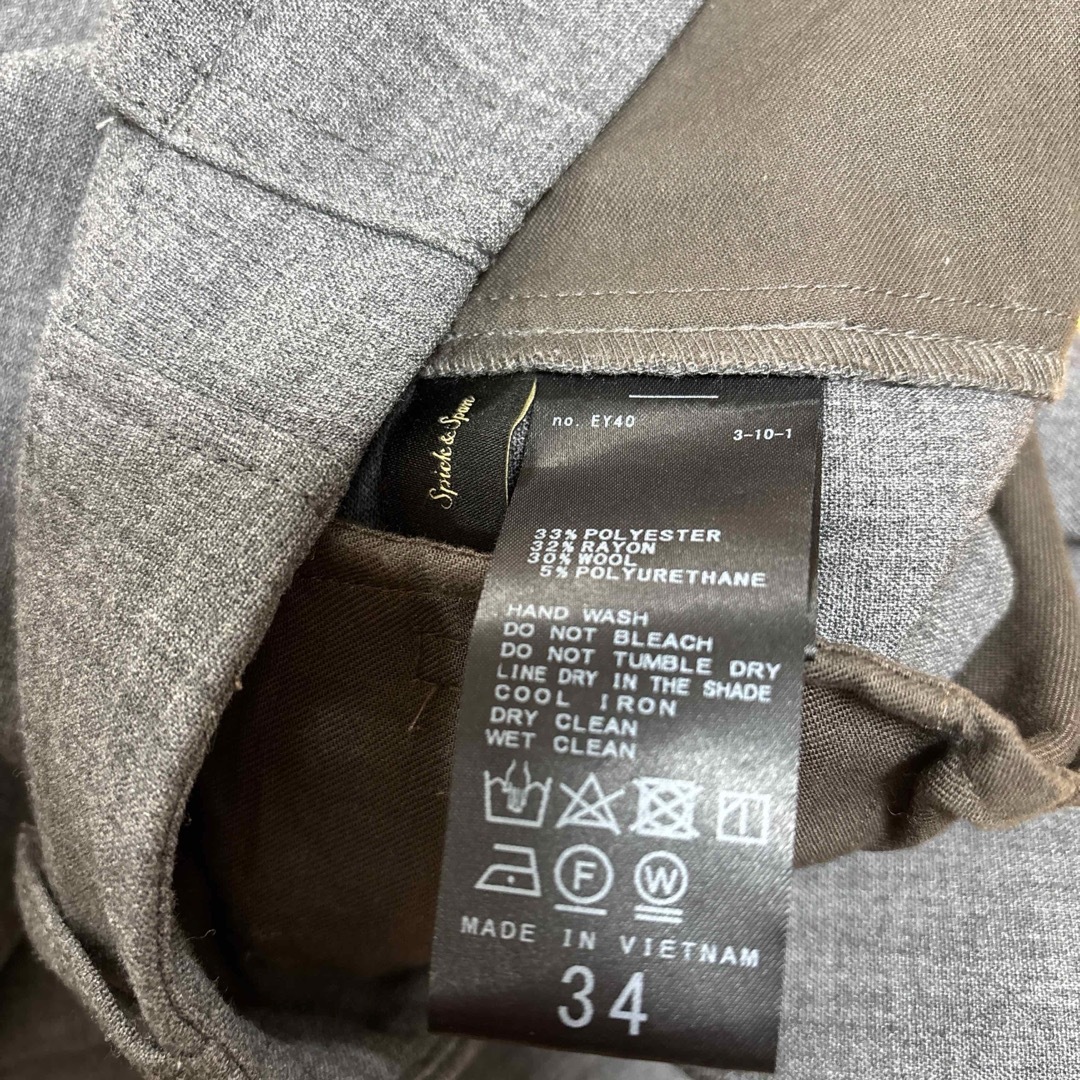 Spick & Span
no. EY40
3-10-1
33% POLYESTER
32% RAYON
30% WOOL
5% POLYURETHANE
HAND WASH
DO NOT BLEACH
DO NOT TUMBLE DRY
LINE DRY IN THE SHADE
COOL IRON
DRY CLEAN
WET CLEAN
F
W
MADE IN VIETNAM
34